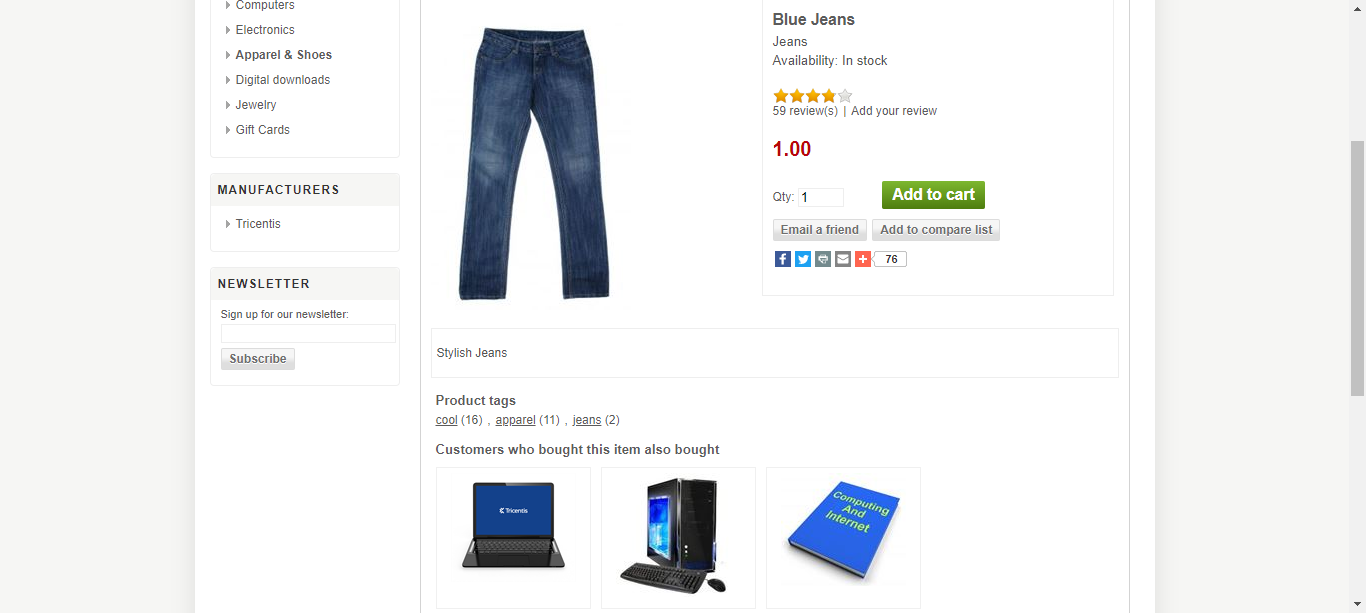 Computers
Electronics
Apparel & Shoes
Digital downloads
Jewelry
Gift Cards
MANUFACTURERS
Tricentis
NEWSLETTER
Sign up for our newsletter:
Subscribe
Blue Jeans
Jeans
Availability: In stock
59 review(s) | Add your review
1.00
Qty: 1 Add to cart
Email a friend Add to compare list
76
Stylish Jeans
Product tags
cool (16) , apparel (11) , jeans (2)
Customers who bought this item also bought
Tricentis
Computing
And
Internet